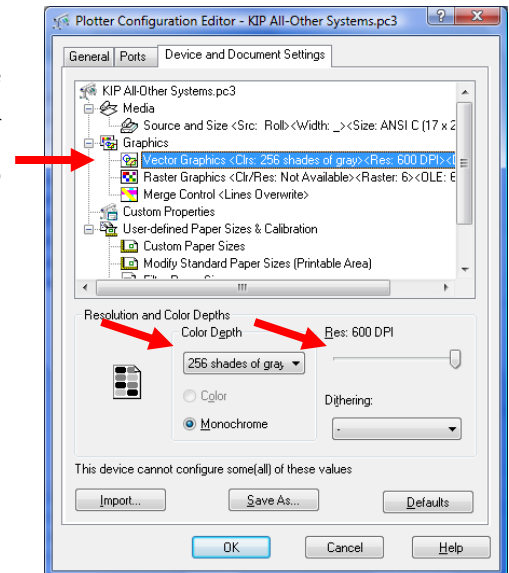 Plotter Configuration Editor - KIP All-Other Systems.pc3
General Ports Device and Document Settings
KIP All-Other Systems.pc3
Media
Source and Size <Src: Roll><Width: _><Size: ANSI C (17 x 2
Graphics
Vector Graphics <Clrs: 256 shades of gray><Res: 600 DPI><
Raster Graphics <Clr/Res: Not Available><Raster: 6><OLE: 6
Merge Control <Lines Overwrite>
Custom Properties
User-defined Paper Sizes & Calibration
Custom Paper Sizes
Modify Standard Paper Sizes (Printable Area)
Resolution and Color Depths
Color Depth
Res: 600 DPI
256 shades of gray
Color
Monochrome
Dithering:
-
This device cannot configure some(all) of these values
Import...
Save As...
Defaults
OK
Cancel
Help